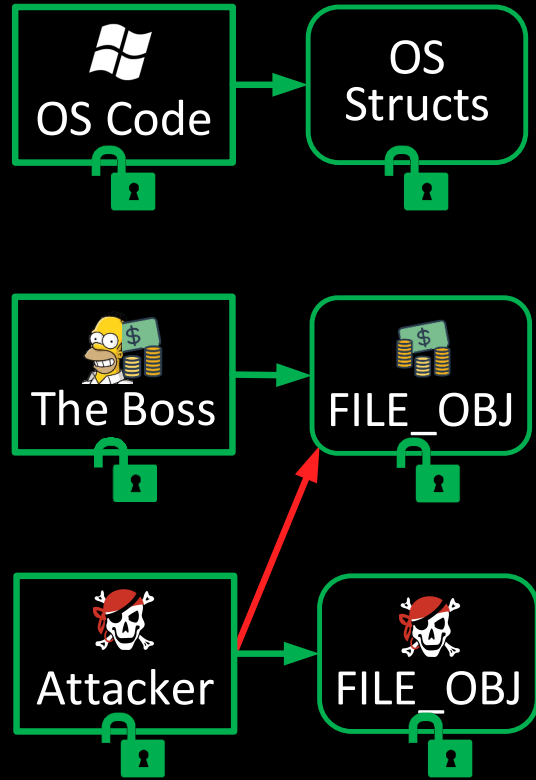 OS Code
OS
Structs
$
The Boss
$
FILE_OBJ
Attacker
FILE_OBJ